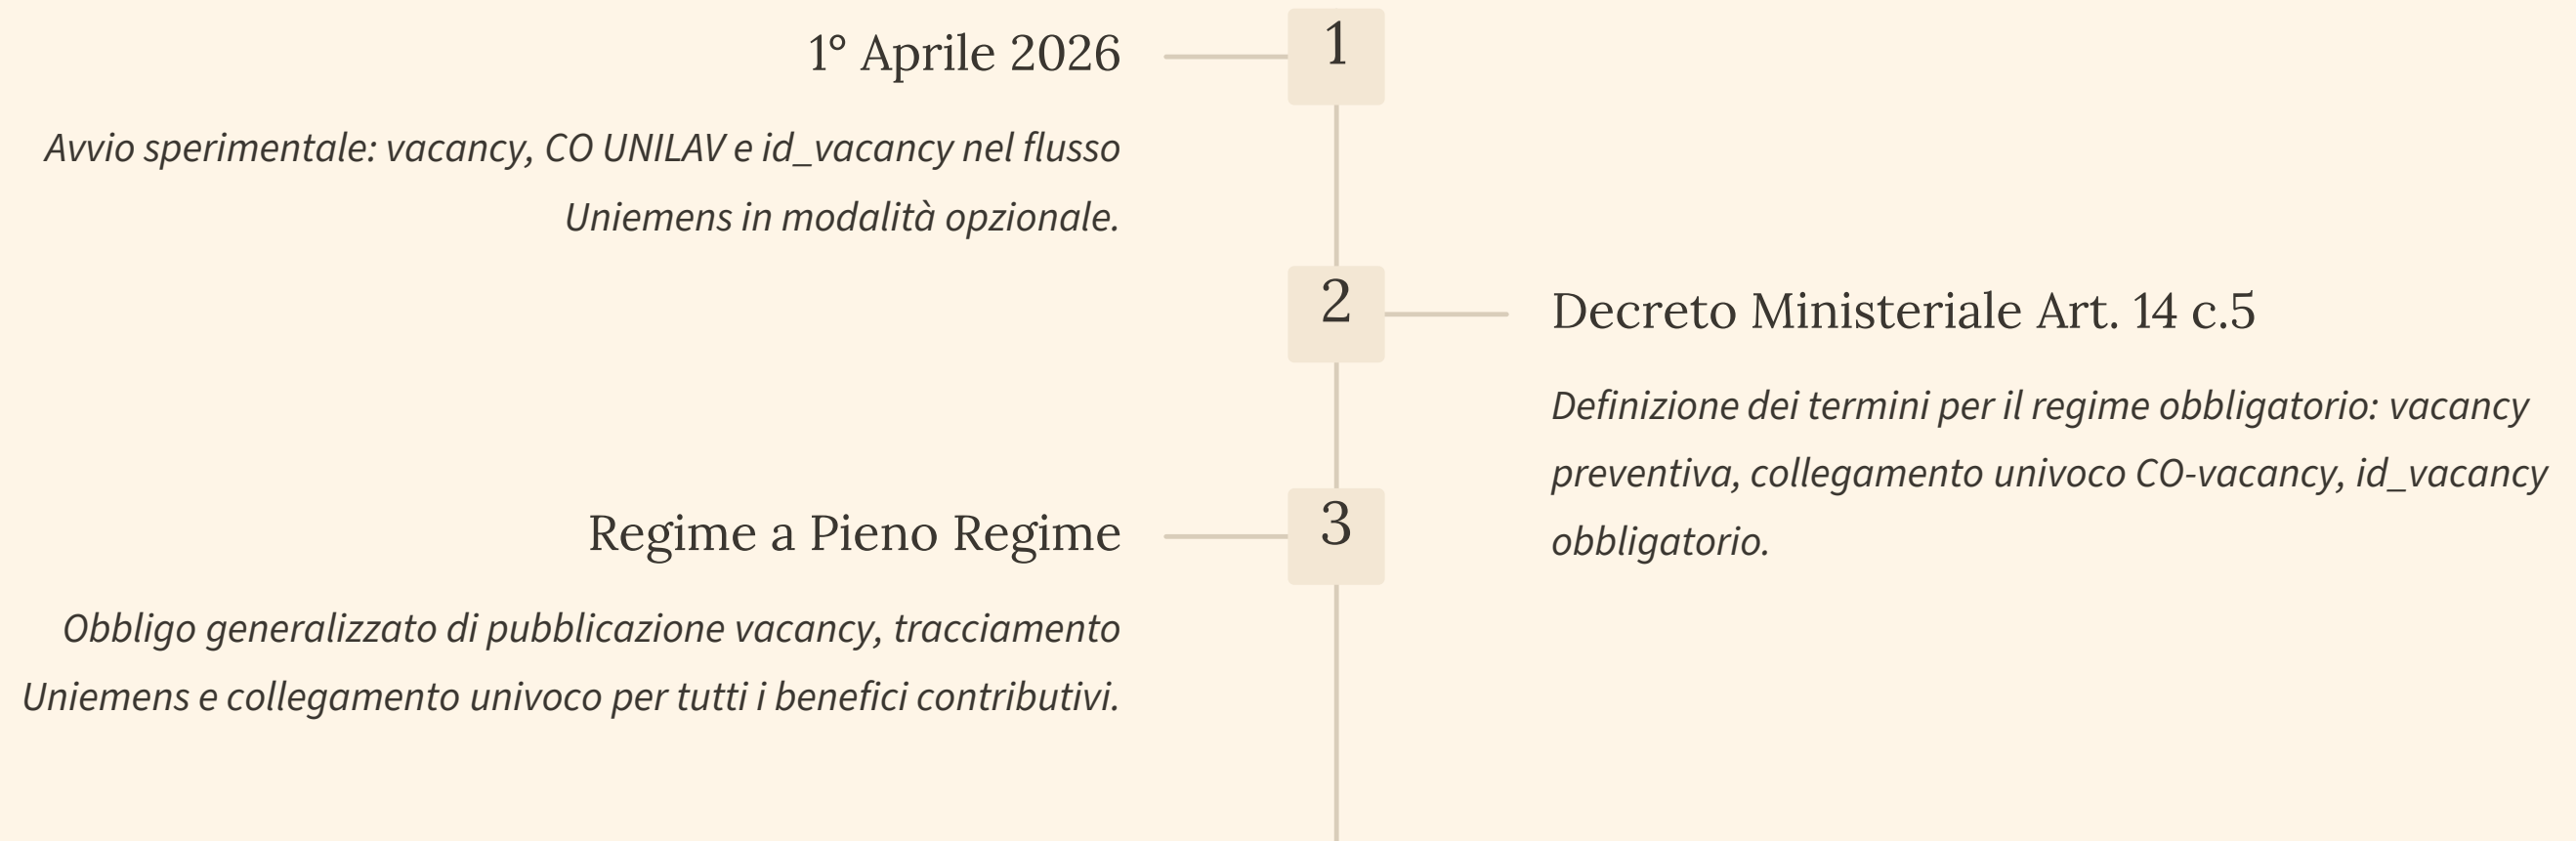 1
1° Aprile 2026
Avvio sperimentale: vacancy, CO UNILAV e id_vacancy nel flusso
Uniemens in modalità opzionale.
2
Decreto Ministeriale Art. 14 c.5
Definizione dei termini per il regime obbligatorio: vacancy
preventiva, collegamento univoco CO-vacancy, id_vacancy
obbligatorio.
3
Regime a Pieno Regime
Obbligo generalizzato di pubblicazione vacancy, tracciamento
Uniemens e collegamento univoco per tutti i benefici contributivi.